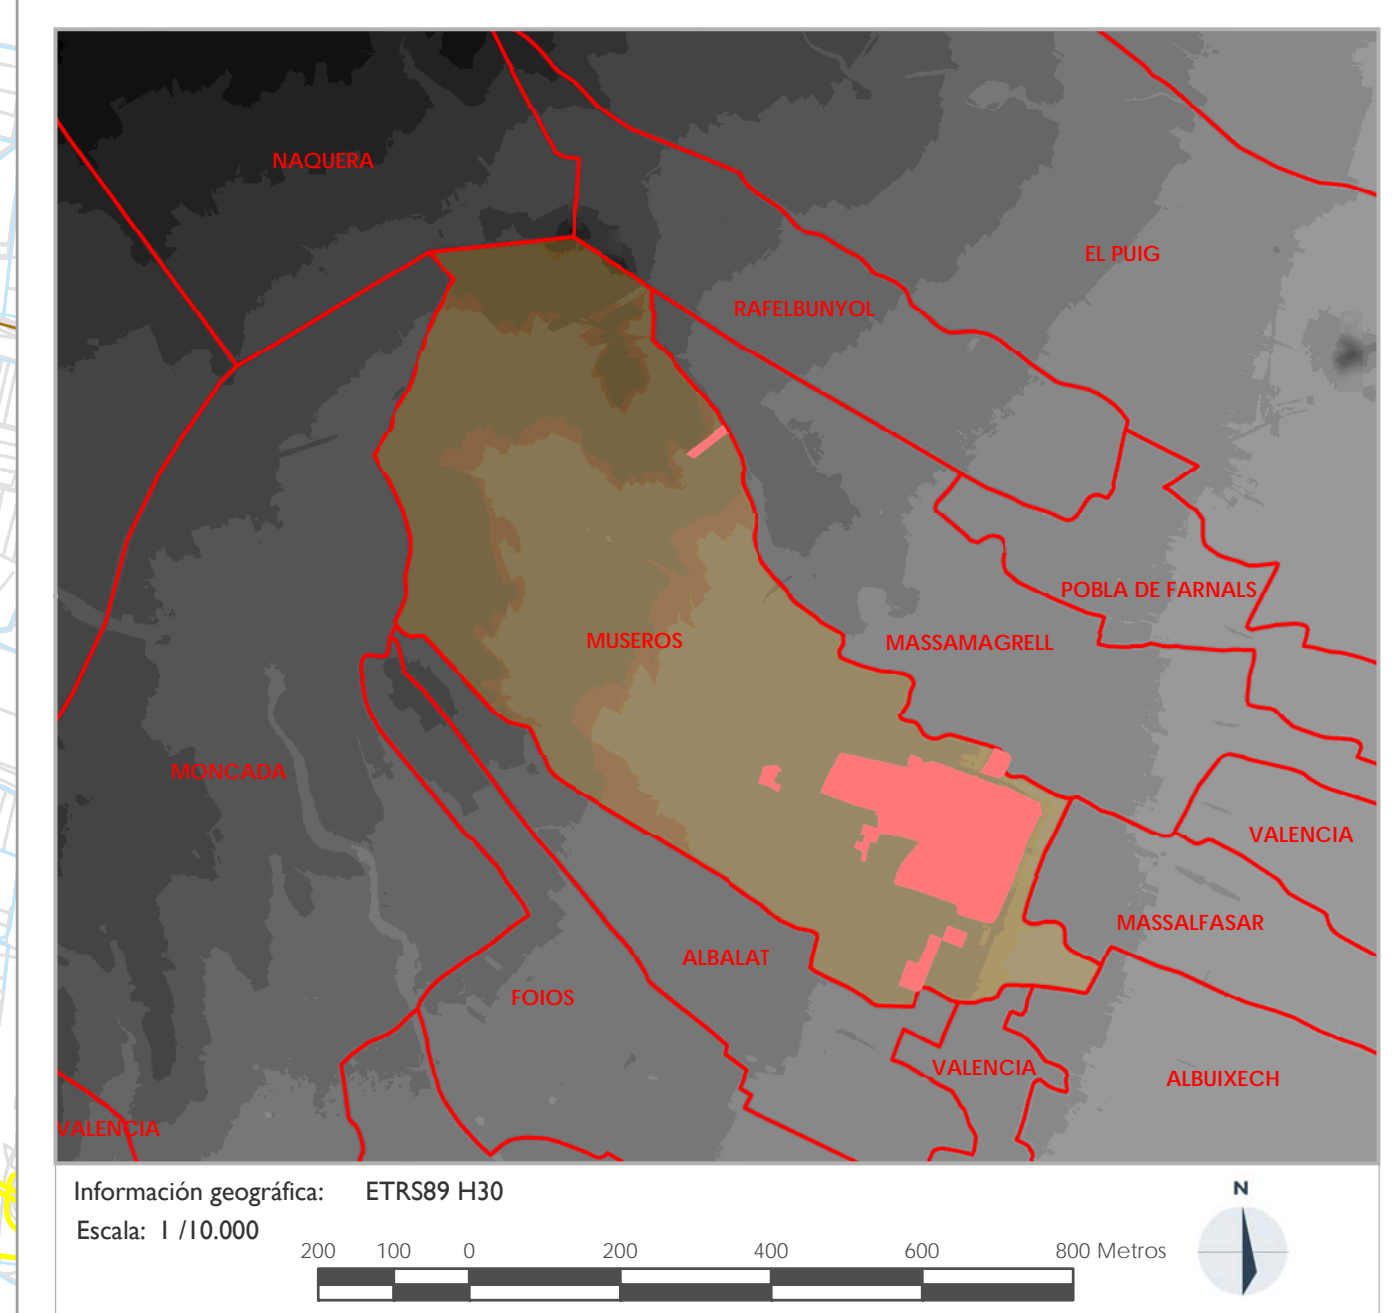 NAQUERA
EL PUIG
RAFELBUNYOL
POBLA DE FARNALS
MUSEROS
MASSAMAGRELL
MONCADA
VALENCIA
MASSALFASAR
ALBALAT
FOIOS
VALENCIA
ALBUIXECH
VALENCIA
Información geográfica: ETRS89 H30
Escala: 1 /10.000
200 100 0 200 400 600 800 Metros
N